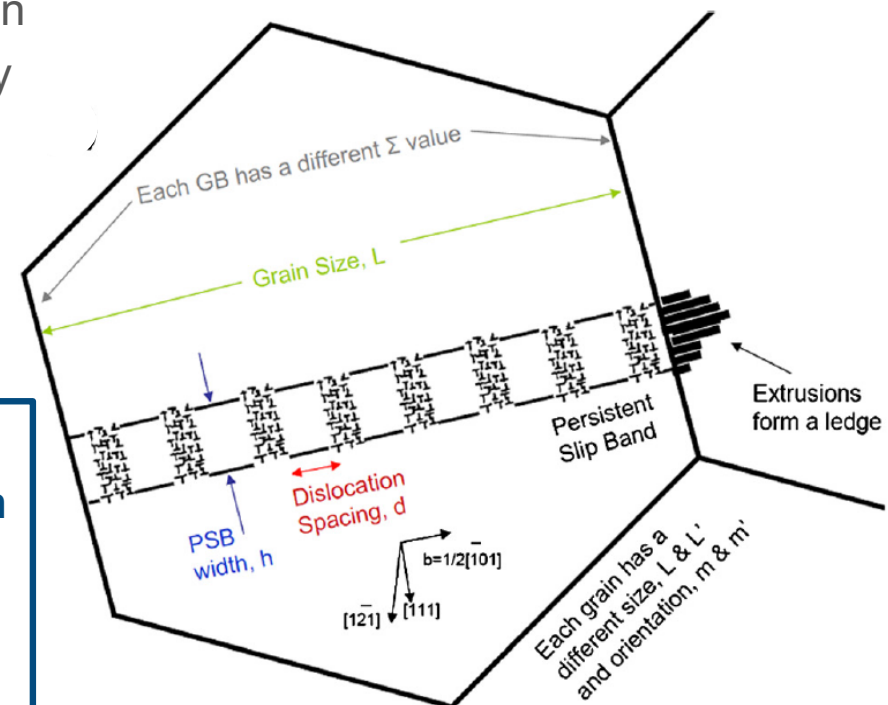 n
y
)
Each GB has a different Σ value
Grain Size, L
Extrusions
form a ledge
Persistent
Slip Band
Dislocation
Spacing, d
PSB
width, h
b=1/2[1̅01]
[12̅1]
[111]
Each grain has a
different size, L & L'
and orientation, m & m'